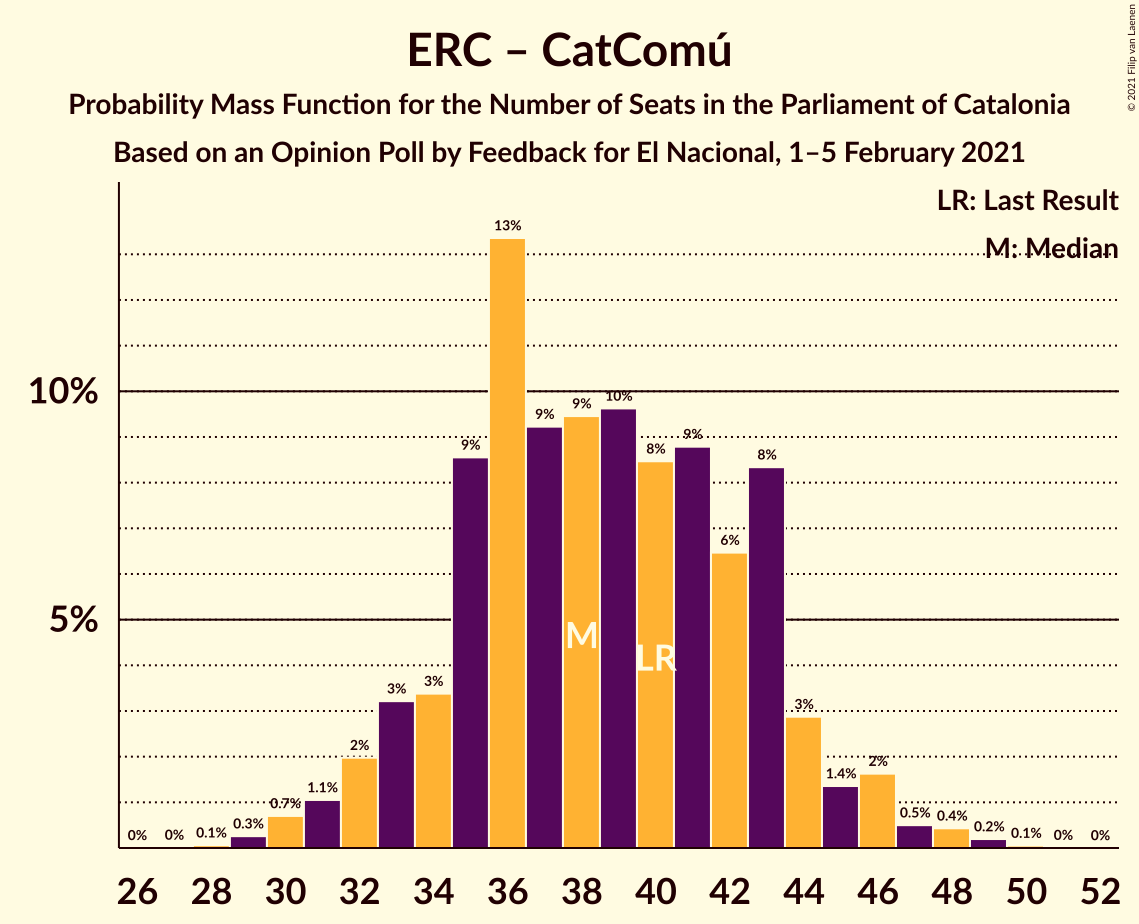 ERC – CatComú
Probability Mass Function for the Number of Seats in the Parliament of Catalonia
Based on an Opinion Poll by Feedback for El Nacional, 1–5 February 2021
© 2021 Filip van Laenen
LR: Last Result
M: Median
10%
5%
0% 0% 0.1% 0.3% 0.7% 1.1% 2% 3% 3% 9% 13% 9% 9% 10% 8% 9% 6% 8% 3% 1.4% 2% 0.5% 0.4% 0.2% 0.1% 0% 0%
M
LR
26 28 30 32 34 36 38 40 42 44 46 48 50 52